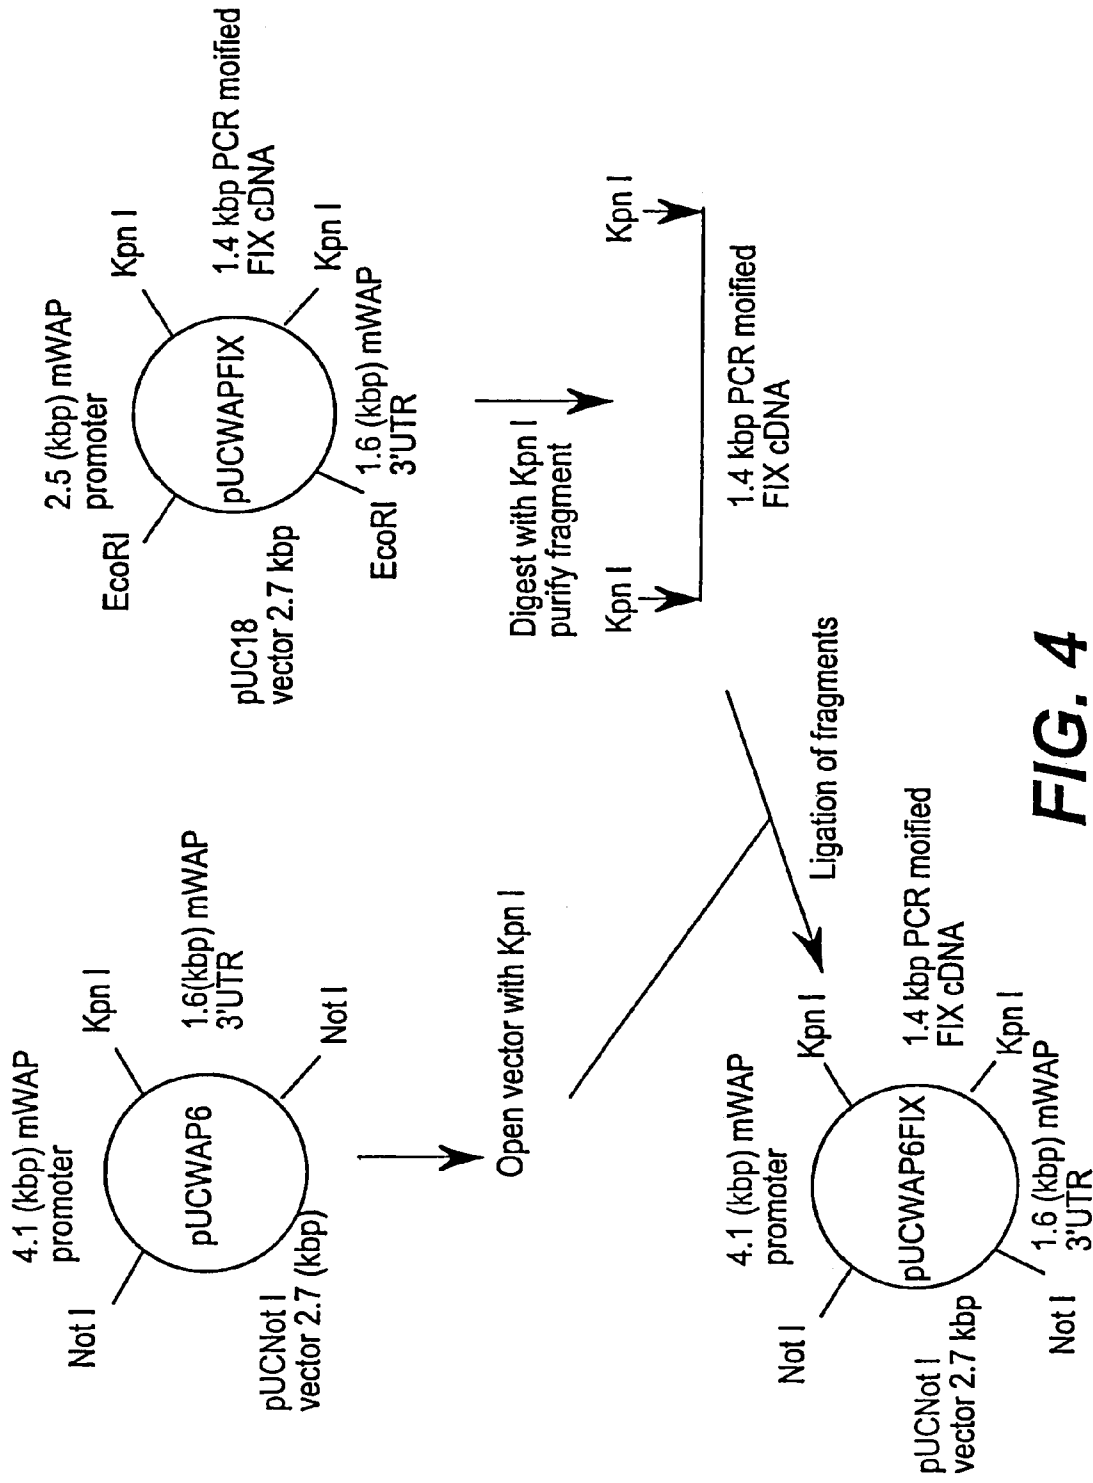 4.1 (kbp) mWAP
promoter
Not I
Kpn I
pUCWAP6
1.6(kbp) mWAP
3'UTR
pUCNot I
vector 2.7 (kbp)
Not I
Open vector with Kpn I
2.5 (kbp) mWAP
promoter
EcoRI
Kpn I
pUCWAPFIX
1.4 kbp PCR moified
FIX cDNA
pUC18
vector 2.7 kbp
Kpn I
EcoRI
1.6 (kbp) mWAP
3'UTR
Digest with Kpn I
purify fragment
Kpn I
Kpn I
1.4 kbp PCR moified
FIX cDNA
Ligation of fragments
4.1 (kbp) mWAP
promoter
Not I
Kpn I
pUCWAP6FIX
1.4 kbp PCR moified
FIX cDNA
pUCNot I
vector 2.7 kbp
Kpn I
Not I
1.6 (kbp) mWAP
3'UTR
FIG. 4